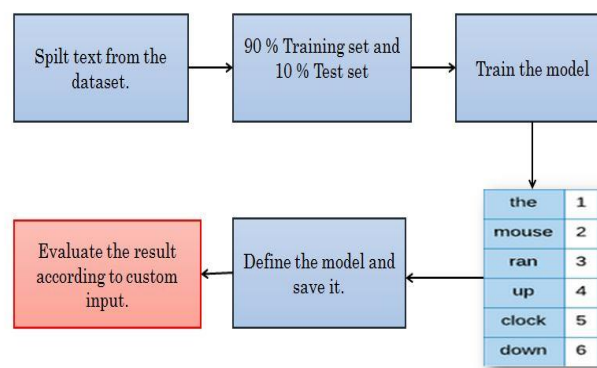 Spilt text from the
dataset.
90 % Training set and
10 % Test set
Train the model
the 1
mouse 2
ran 3
up 4
clock 5
down 6
Define the model and
save it.
Evaluate the result
according to custom
input.